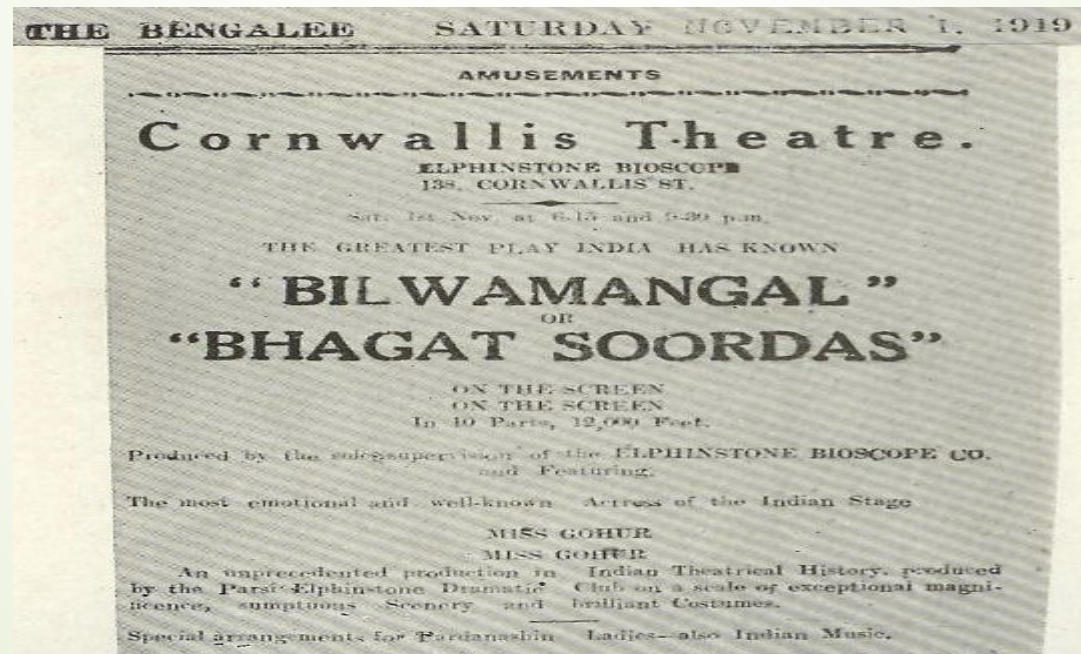 THE BENGALEE SATURDAY NOVEMBER 1, 1919
AMUSEMENTS
Cornwallis Theatre.
ELPHINSTONE BIOSCOPE
138, CORNWALLIS ST.
Sat. 1st Nov. at 6-15 and 9-30 p.m.
THE GREATEST PLAY INDIA HAS KNOWN
"BILWAMANGAL"
OR
"BHAGAT SOORDAS"
ON THE SCREEN
ON THE SCREEN
In 10 Parts, 12,000 Feet.
Produced by the sole supervision of the ELPHINSTONE BIOSCOPE CO.
and Featuring.
The most emotional and well-known Actress of the Indian Stage
MISS GOHUR
MISS GOHUR
An unprecedented production in Indian Theatrical History, produced
by the Parsi Elphinstone Dramatic Club on a scale of exceptional magni-
ficence, sumptuous Scenery and brilliant Costumes.
Special arrangements for Pardanashin Ladies—also Indian Music.